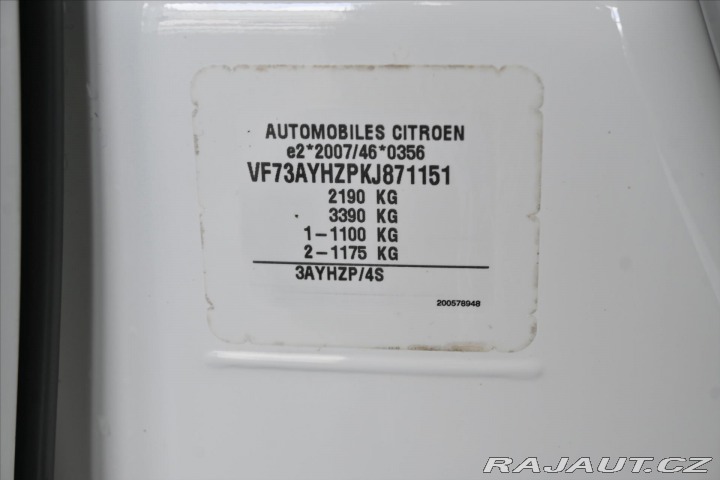 AUTOMOBILES CITROEN
e2*2007/46*0356
VF73AYHZPKJ871151
2190 KG
3390 KG
1-1100 KG
2-1175 KG
3AYHZP/4S
200578948
RAJAUT.CZ